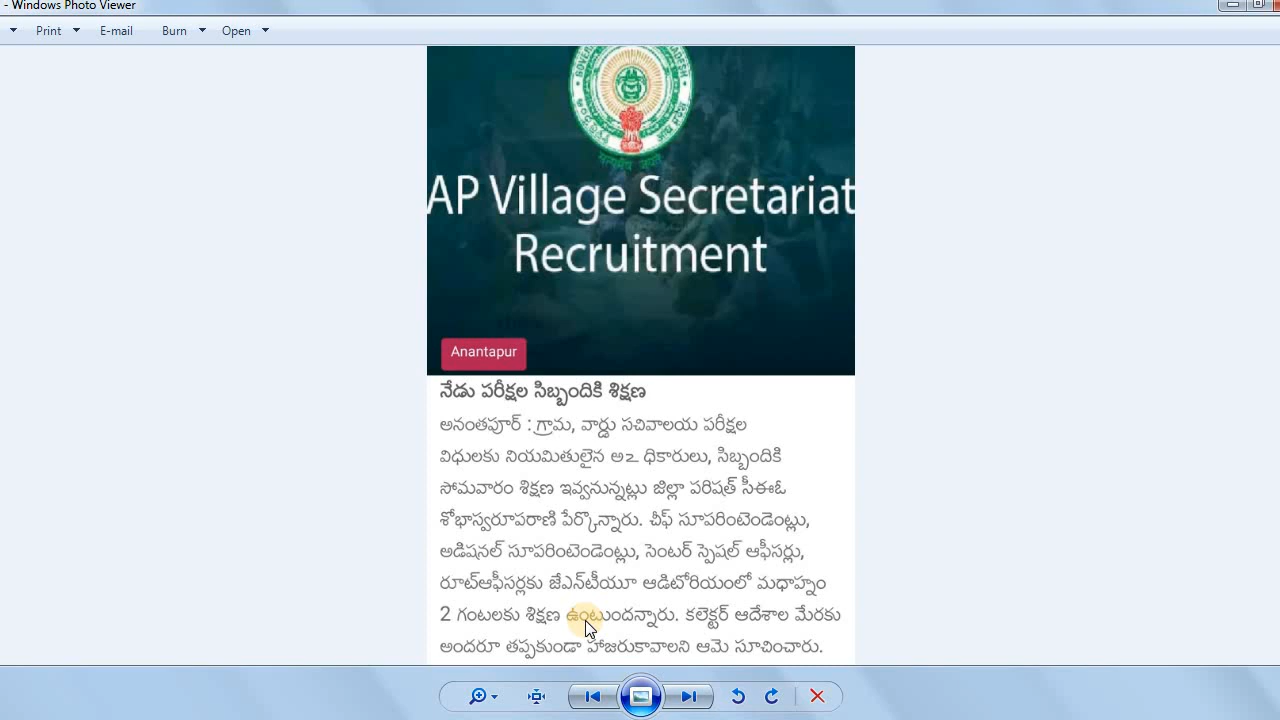 - Windows Photo Viewer
Print E-mail Burn Open
AP Village Secretariat
Recruitment
Anantapur
నేడు పరీక్షల సిబ్బందికి శిక్షణ
అనంతపూర్ : గ్రామ, వార్డు సచివాలయ పరీక్షల
విధులకు నియమితులైన అఽ ధికారులు, సిబ్బందికి
సోమవారం శిక్షణ ఇవ్వనున్నట్లు జిల్లా పరిషత్ సీఈఓ
శోభాస్వరూపరాణి పేర్కొన్నారు. చీఫ్ సూపరింటెండెంట్లు,
అడిషనల్ సూపరింటెండెంట్లు, సెంటర్ స్పెషల్ ఆఫీసర్లు,
రూట్ఆఫీసర్లకు జేఎన్‌టీయూ ఆడిటోరియంలో మధాహ్నం
2 గంటలకు శిక్షణ ఉంటుందన్నారు. కలెక్టర్ ఆదేశాల మేరకు
అందరూ తప్పకుండా హాజరుకావాలని ఆమె సూచించారు.